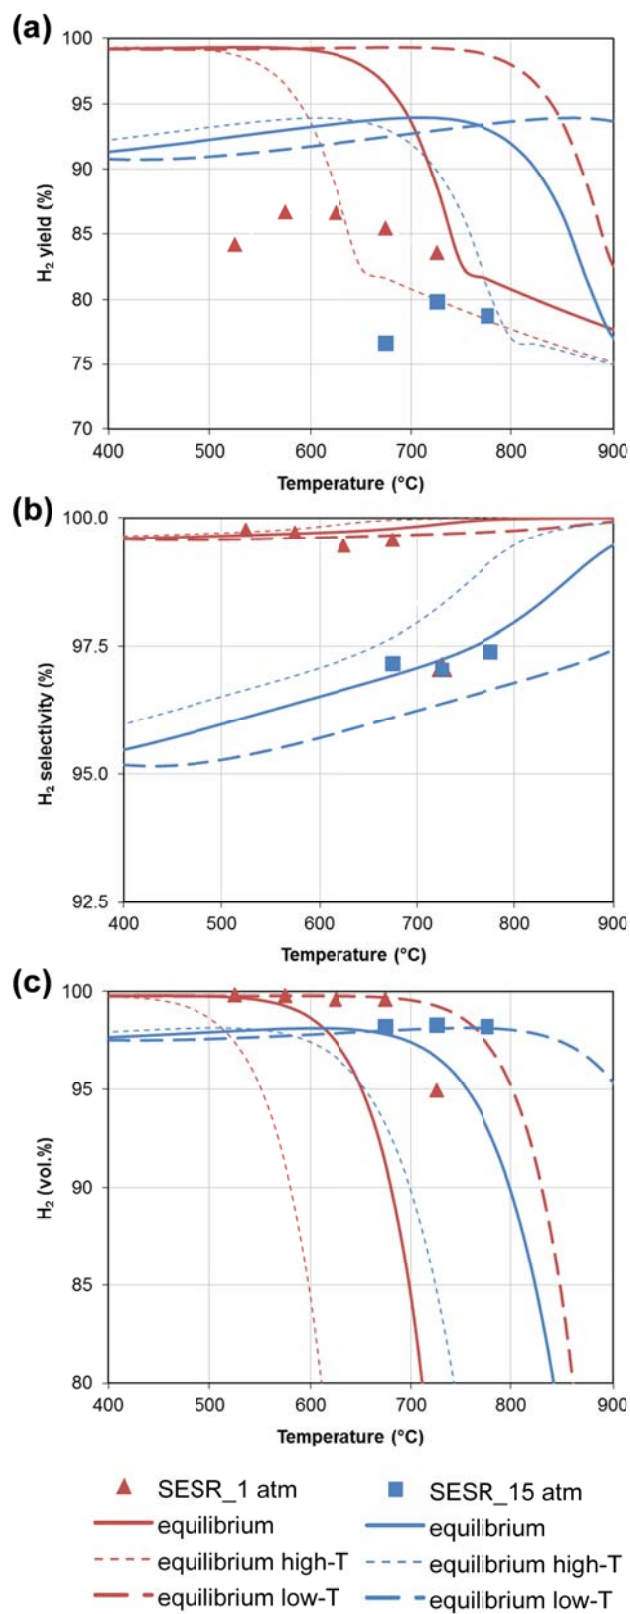 (a)
100
95
90
85
80
75
70
H₂ yield (%)
400 500 600 700 800 900
Temperature (°C)
(b)
100.0
97.5
95.0
92.5
H₂ selectivity (%)
400 500 600 700 800 900
Temperature (°C)
(c)
100
95
90
85
80
H₂ (vol.%)
400 500 600 700 800 900
Temperature (°C)
SESR_1 atm SESR_15 atm
equilibrium equilibrium
equilibrium high-T equilibrium high-T
equilibrium low-T equilibrium low-T